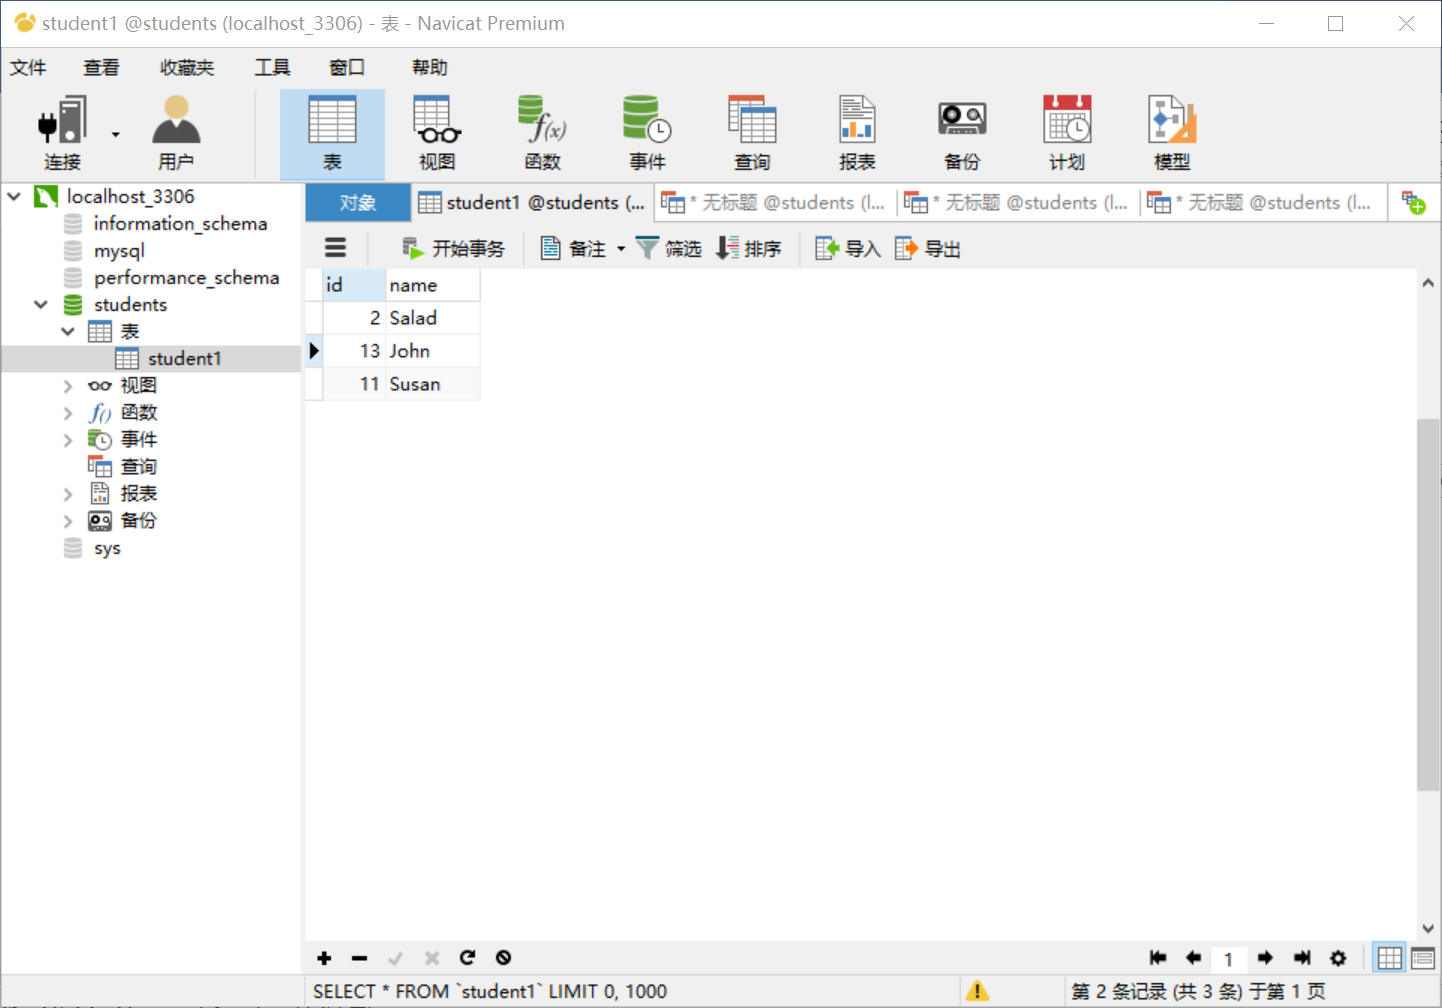 student1 @students (localhost_3306) - 表 - Navicat Premium
文件 查看 收藏夹 工具 窗口 帮助
连接 用户 表 视图 函数 事件 查询 报表 备份 计划 模型
localhost_3306
information_schema
mysql
performance_schema
students
表
student1
视图
函数
事件
查询
报表
备份
sys
对象 student1 @students (... * 无标题 @students (l... * 无标题 @students (l... * 无标题 @students (l...
开始事务 备注 筛选 排序 导入 导出
id name
2 Salad
13 John
11 Susan
1
SELECT * FROM `student1` LIMIT 0, 1000 第 2 条记录 (共 3 条) 于第 1 页